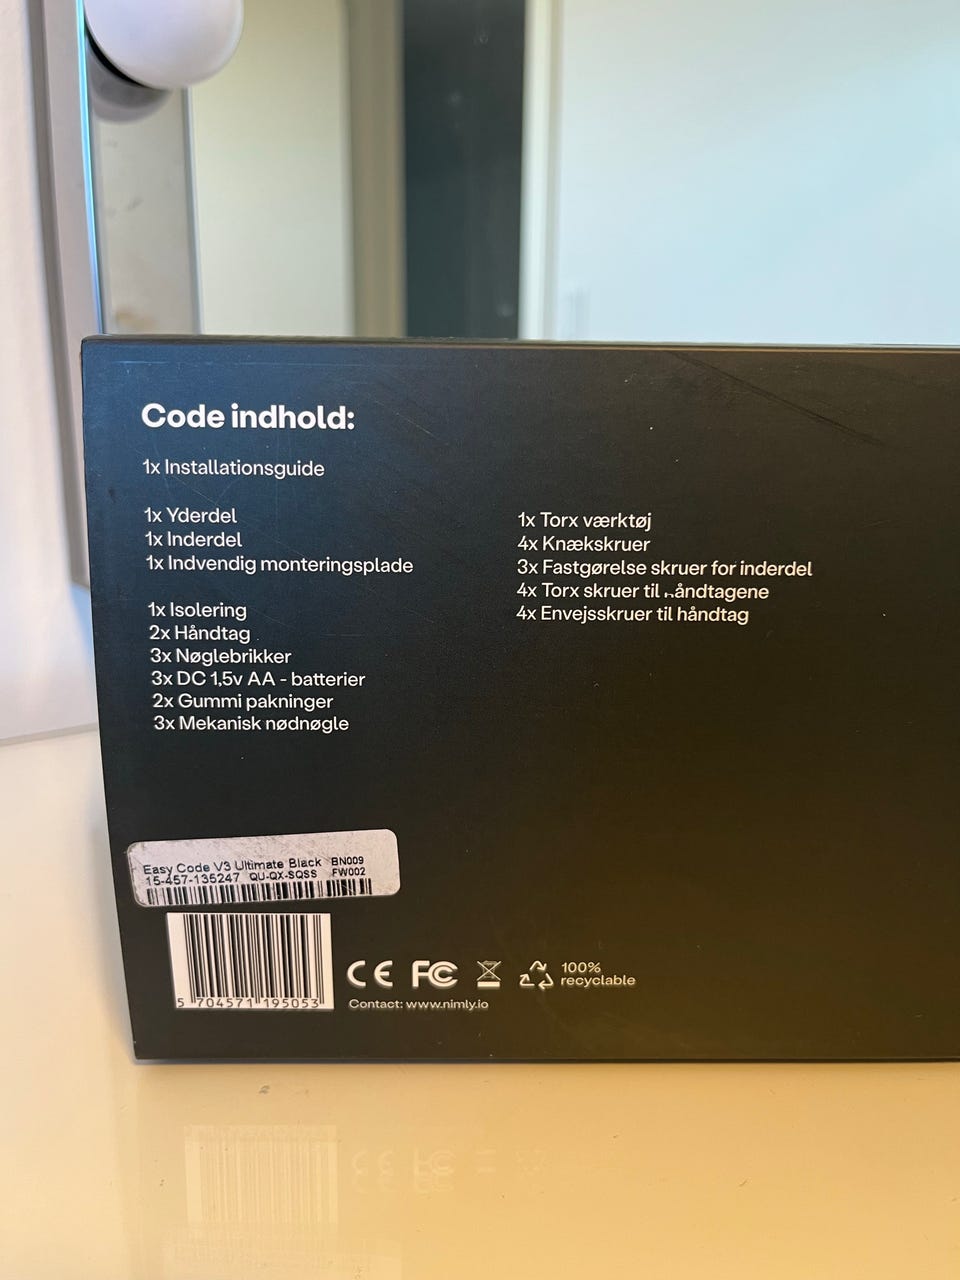 Code indhold:
1x Installationsguide
1x Yderdel
1x Inderdel
1x Indvendig monteringsplade
1x Isolering
2x Håndtag
3x Nøglebrikker
3x DC 1,5v AA - batterier
2x Gummi pakninger
3x Mekanisk nødnøgle
1x Torx værktøj
4x Knækskruer
3x Fastgørelse skruer for inderdel
4x Torx skruer til håndtagene
4x Envejsskruer til håndtag
Easy Code V3 Ultimate Black BN009
15-457-135247 QU-QX-SQSS FW002
5 704571 195053
CE FC
100%
recyclable
Contact: www.nimly.io